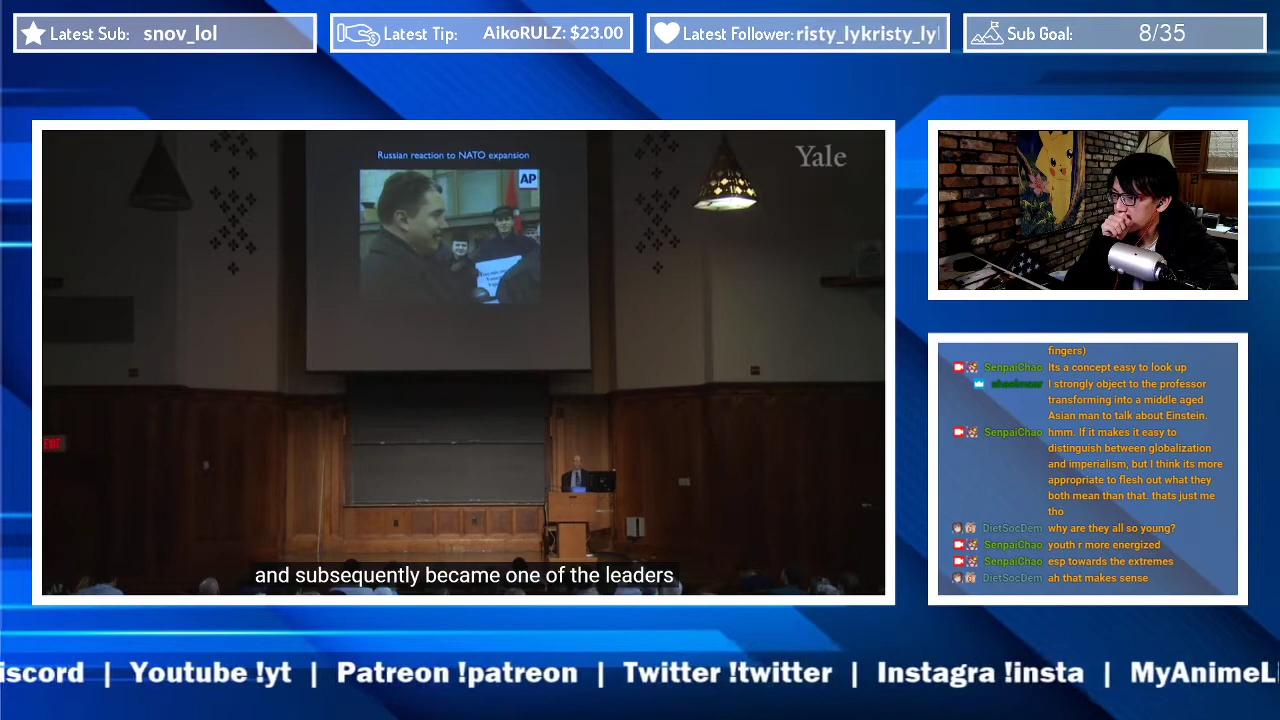 Latest Sub: snov_lol
Latest Tip: AikoRULZ: $23.00
Latest Follower: risty_lykristy_ly
Sub Goal: 8/35
Yale
Russian reaction to NATO expansion
AP
EXIT
and subsequently became one of the leaders
fingers)
SenpaiChao Its a concept easy to look up
I strongly object to the professor
transforming into a middle aged
Asian man to talk about Einstein.
SenpaiChao hmm. If it makes it easy to
distinguish between globalization
and imperialism, but I think its more
appropriate to flesh out what they
both mean than that. thats just me
tho
DietSocDem why are they all so young?
SenpaiChao youth r more energized
SenpaiChao esp towards the extremes
DietSocDem ah that makes sense
iscord | Youtube !yt | Patreon !patreon | Twitter !twitter | Instagra !insta | MyAnimeLi